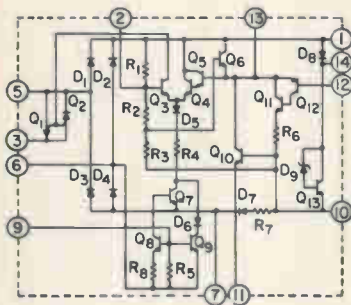 2 13
D1 D2 R1 Q5 Q6 D8 1
14
5 Q2 Q3 Q4 Q11 Q12 12
Q1 R2 D5
3 R3 R4 Q10 R6
6 D3 D4 D9
Q7 D7 Q13 10
D6 R7
9 Q8 Q9
R8 R5
7 11